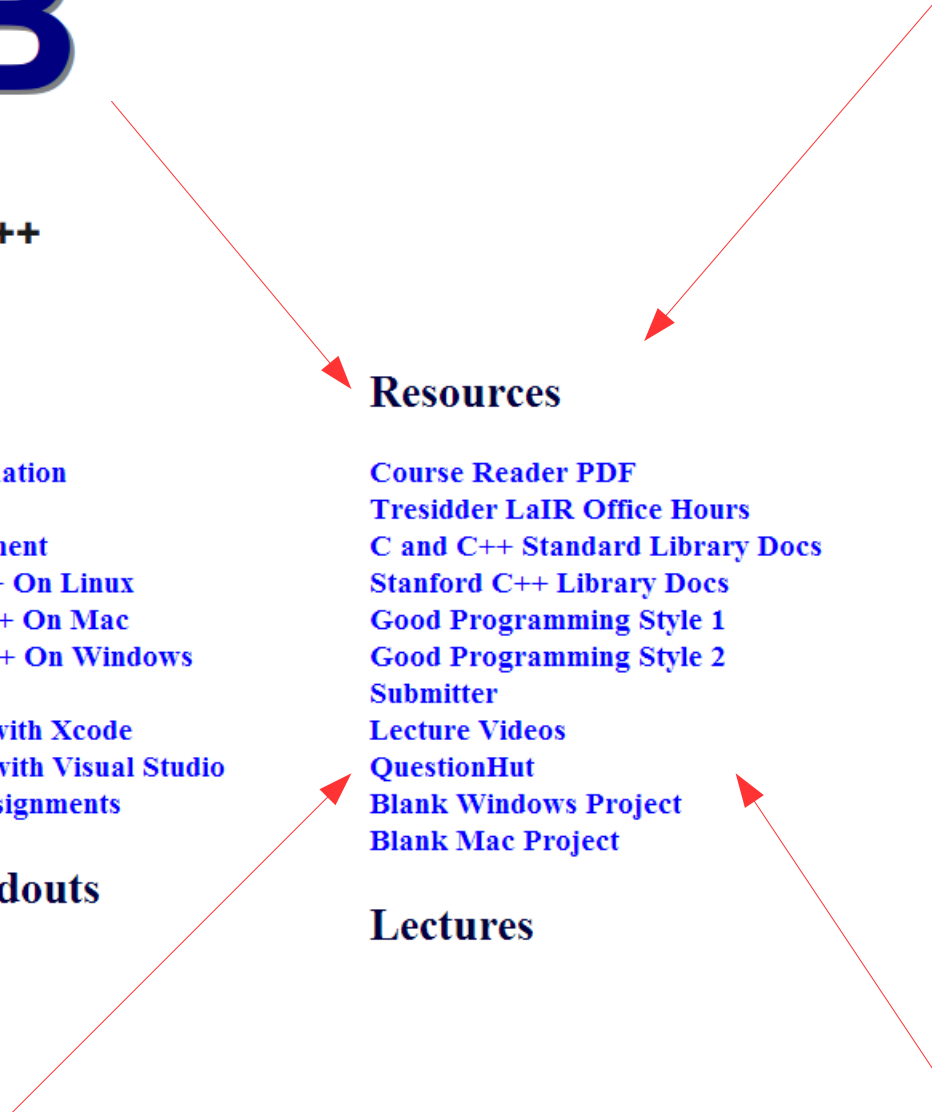 B
++
ation
ment
On Linux
+ On Mac
+ On Windows
with Xcode
with Visual Studio
signments
douts
Resources
Course Reader PDF
Tresidder LaIR Office Hours
C and C++ Standard Library Docs
Stanford C++ Library Docs
Good Programming Style 1
Good Programming Style 2
Submitter
Lecture Videos
QuestionHut
Blank Windows Project
Blank Mac Project
Lectures